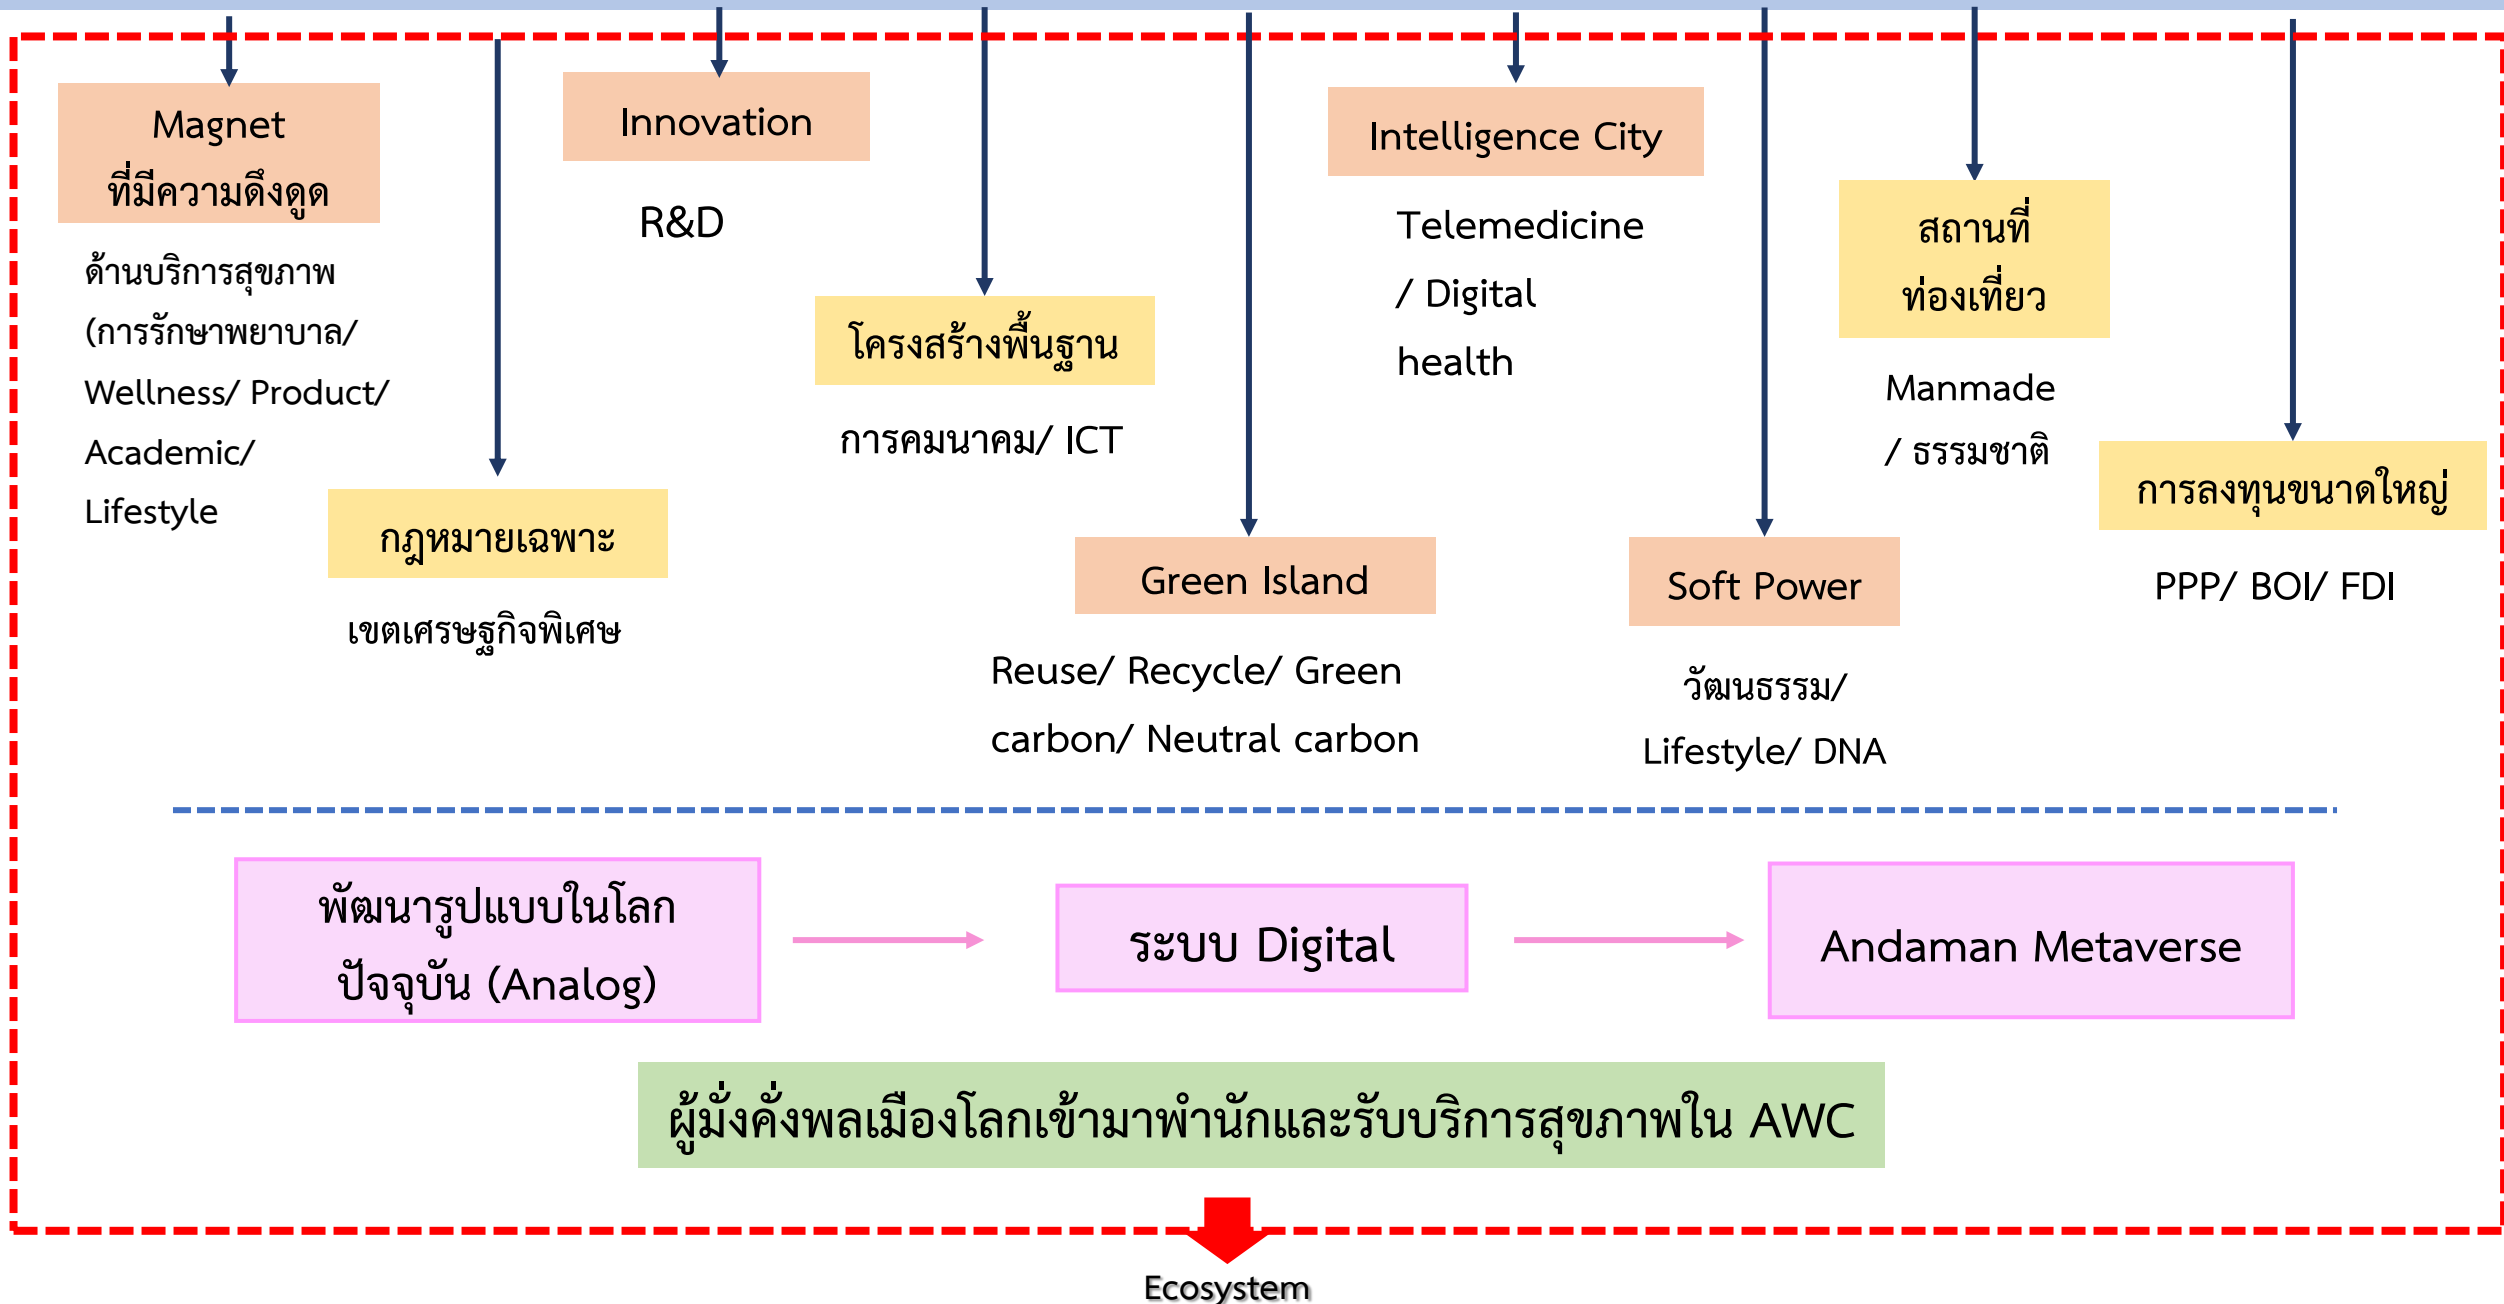 Magnet
ที่มีความดึงดูด
ด้านบริการสุขภาพ
(การรักษาพยาบาล/
Wellness/ Product/
Academic/
Lifestyle
กฎหมายเฉพาะ
เขตเศรษฐกิจพิเศษ
Innovation
R&D
โครงสร้างพื้นฐาน
การคมนาคม/ ICT
Green Island
Reuse/ Recycle/ Green
carbon/ Neutral carbon
Intelligence City
Telemedicine
/ Digital
health
Soft Power
วัฒนธรรม/
Lifestyle/ DNA
สถานที่
ท่องเที่ยว
Manmade
/ ธรรมชาติ
การลงทุนขนาดใหญ่
PPP/ BOI/ FDI
พัฒนารูปแบบในโลก
ปัจจุบัน (Analog)
ระบบ Digital
Andaman Metaverse
ผู้มั่งคั่งพลเมืองโลกเข้ามาพำนักและรับบริการสุขภาพใน AWC
Ecosystem